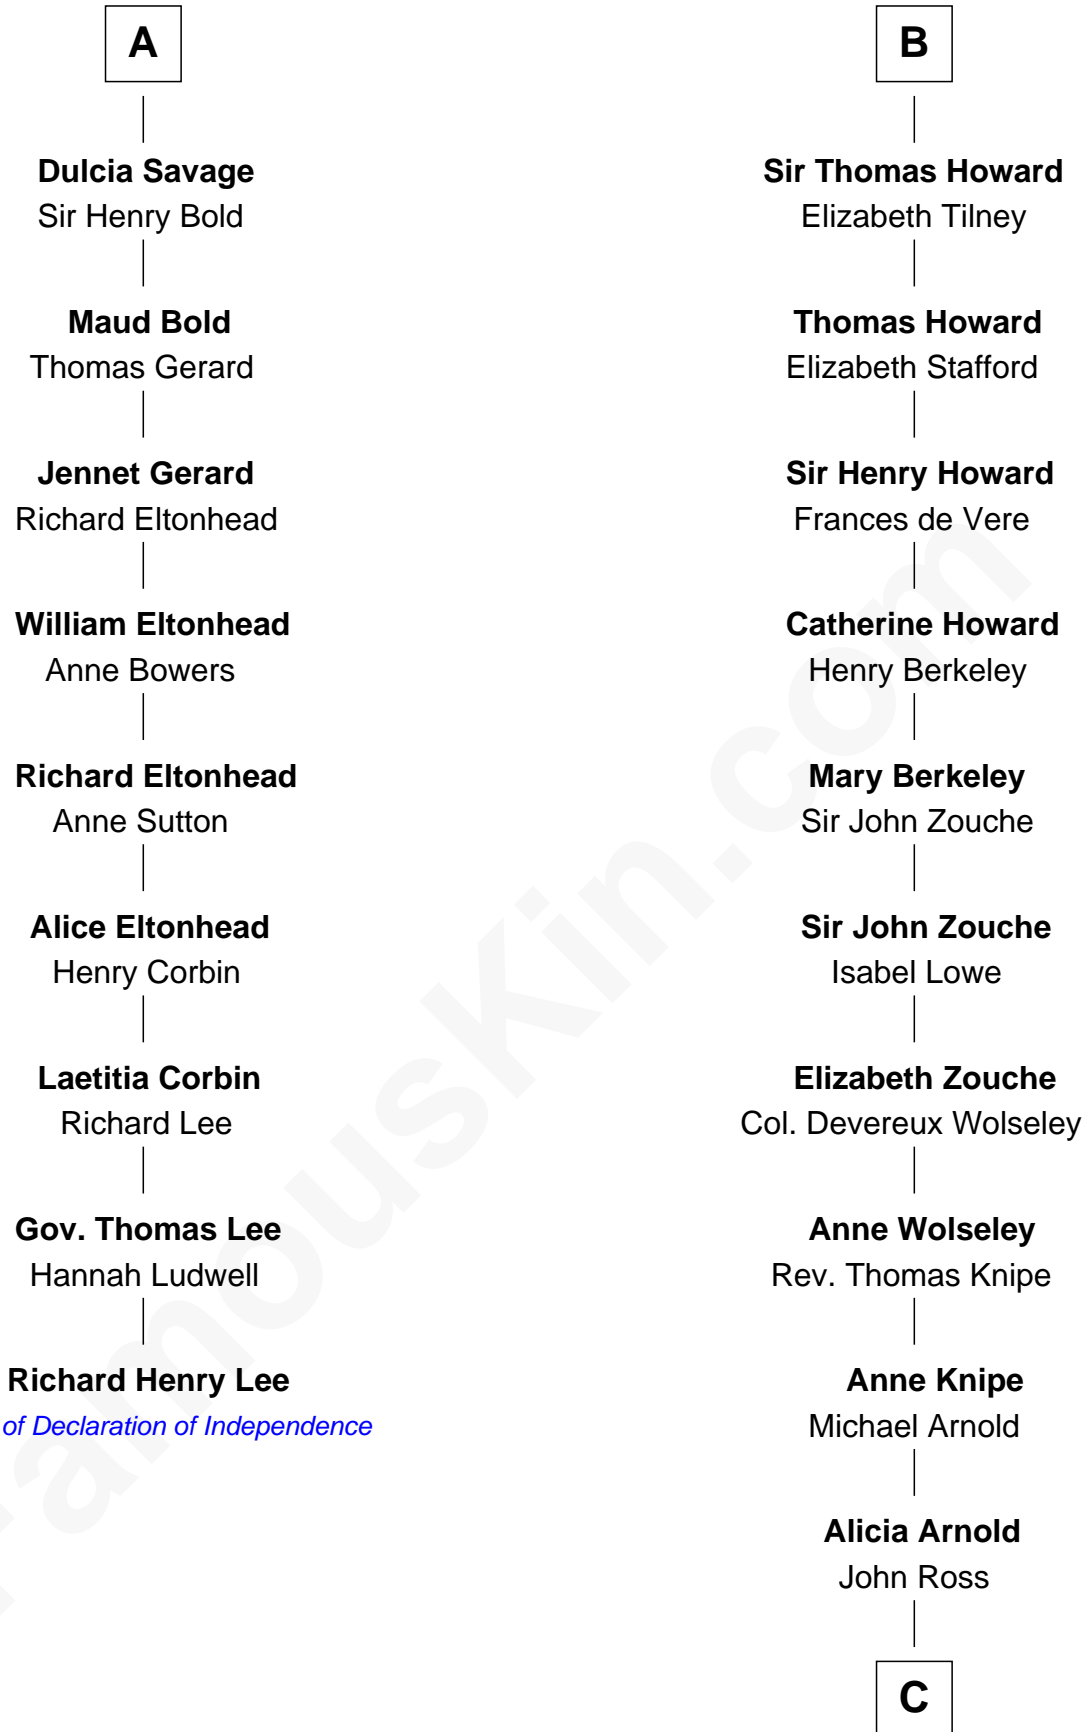 A
Dulcia Savage
Sir Henry Bold
Maud Bold
Thomas Gerard
Jennet Gerard
Richard Eltonhead
William Eltonhead
Anne Bowers
Richard Eltonhead
Anne Sutton
Alice Eltonhead
Henry Corbin
Laetitia Corbin
Richard Lee
Gov. Thomas Lee
Hannah Ludwell
Richard Henry Lee
of Declaration of Independence
B
Sir Thomas Howard
Elizabeth Tilney
Thomas Howard
Elizabeth Stafford
Sir Henry Howard
Frances de Vere
Catherine Howard
Henry Berkeley
Mary Berkeley
Sir John Zouche
Sir John Zouche
Isabel Lowe
Elizabeth Zouche
Col. Devereux Wolseley
Anne Wolseley
Rev. Thomas Knipe
Anne Knipe
Michael Arnold
Alicia Arnold
John Ross
C
FamousKin.com